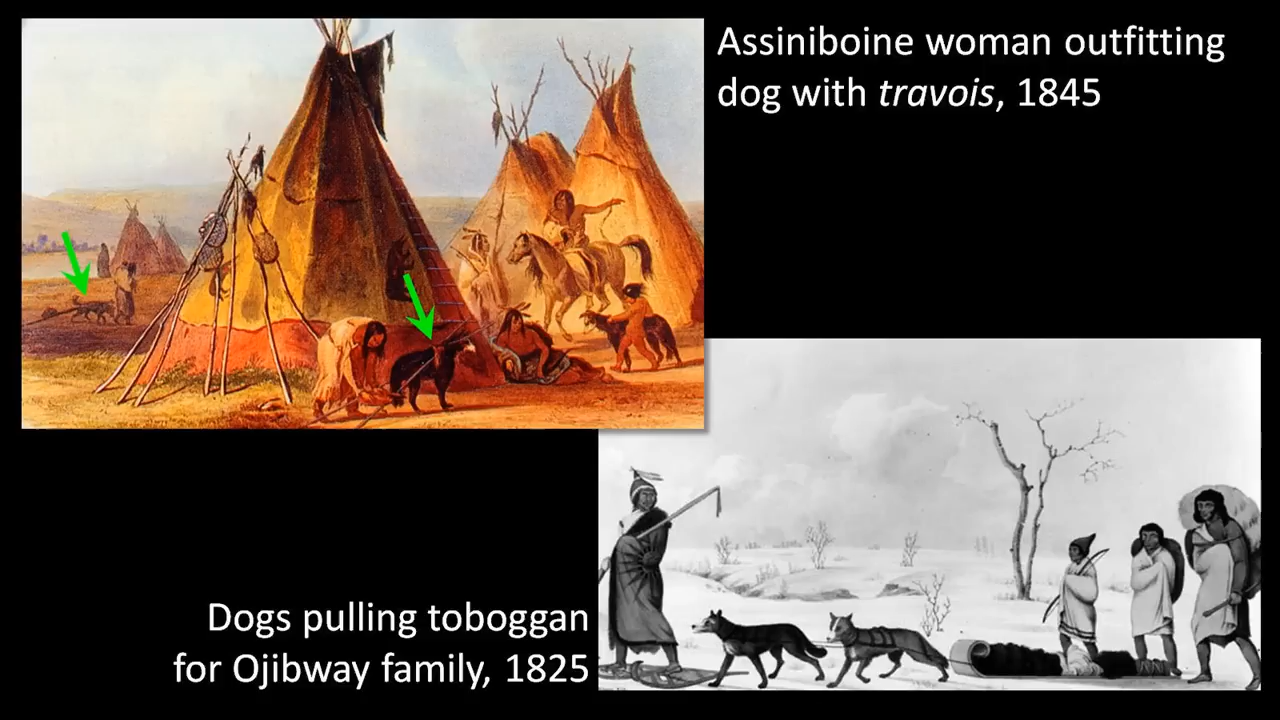 Assiniboine woman outfitting
dog with travois, 1845
Dogs pulling toboggan
for Ojibway family, 1825